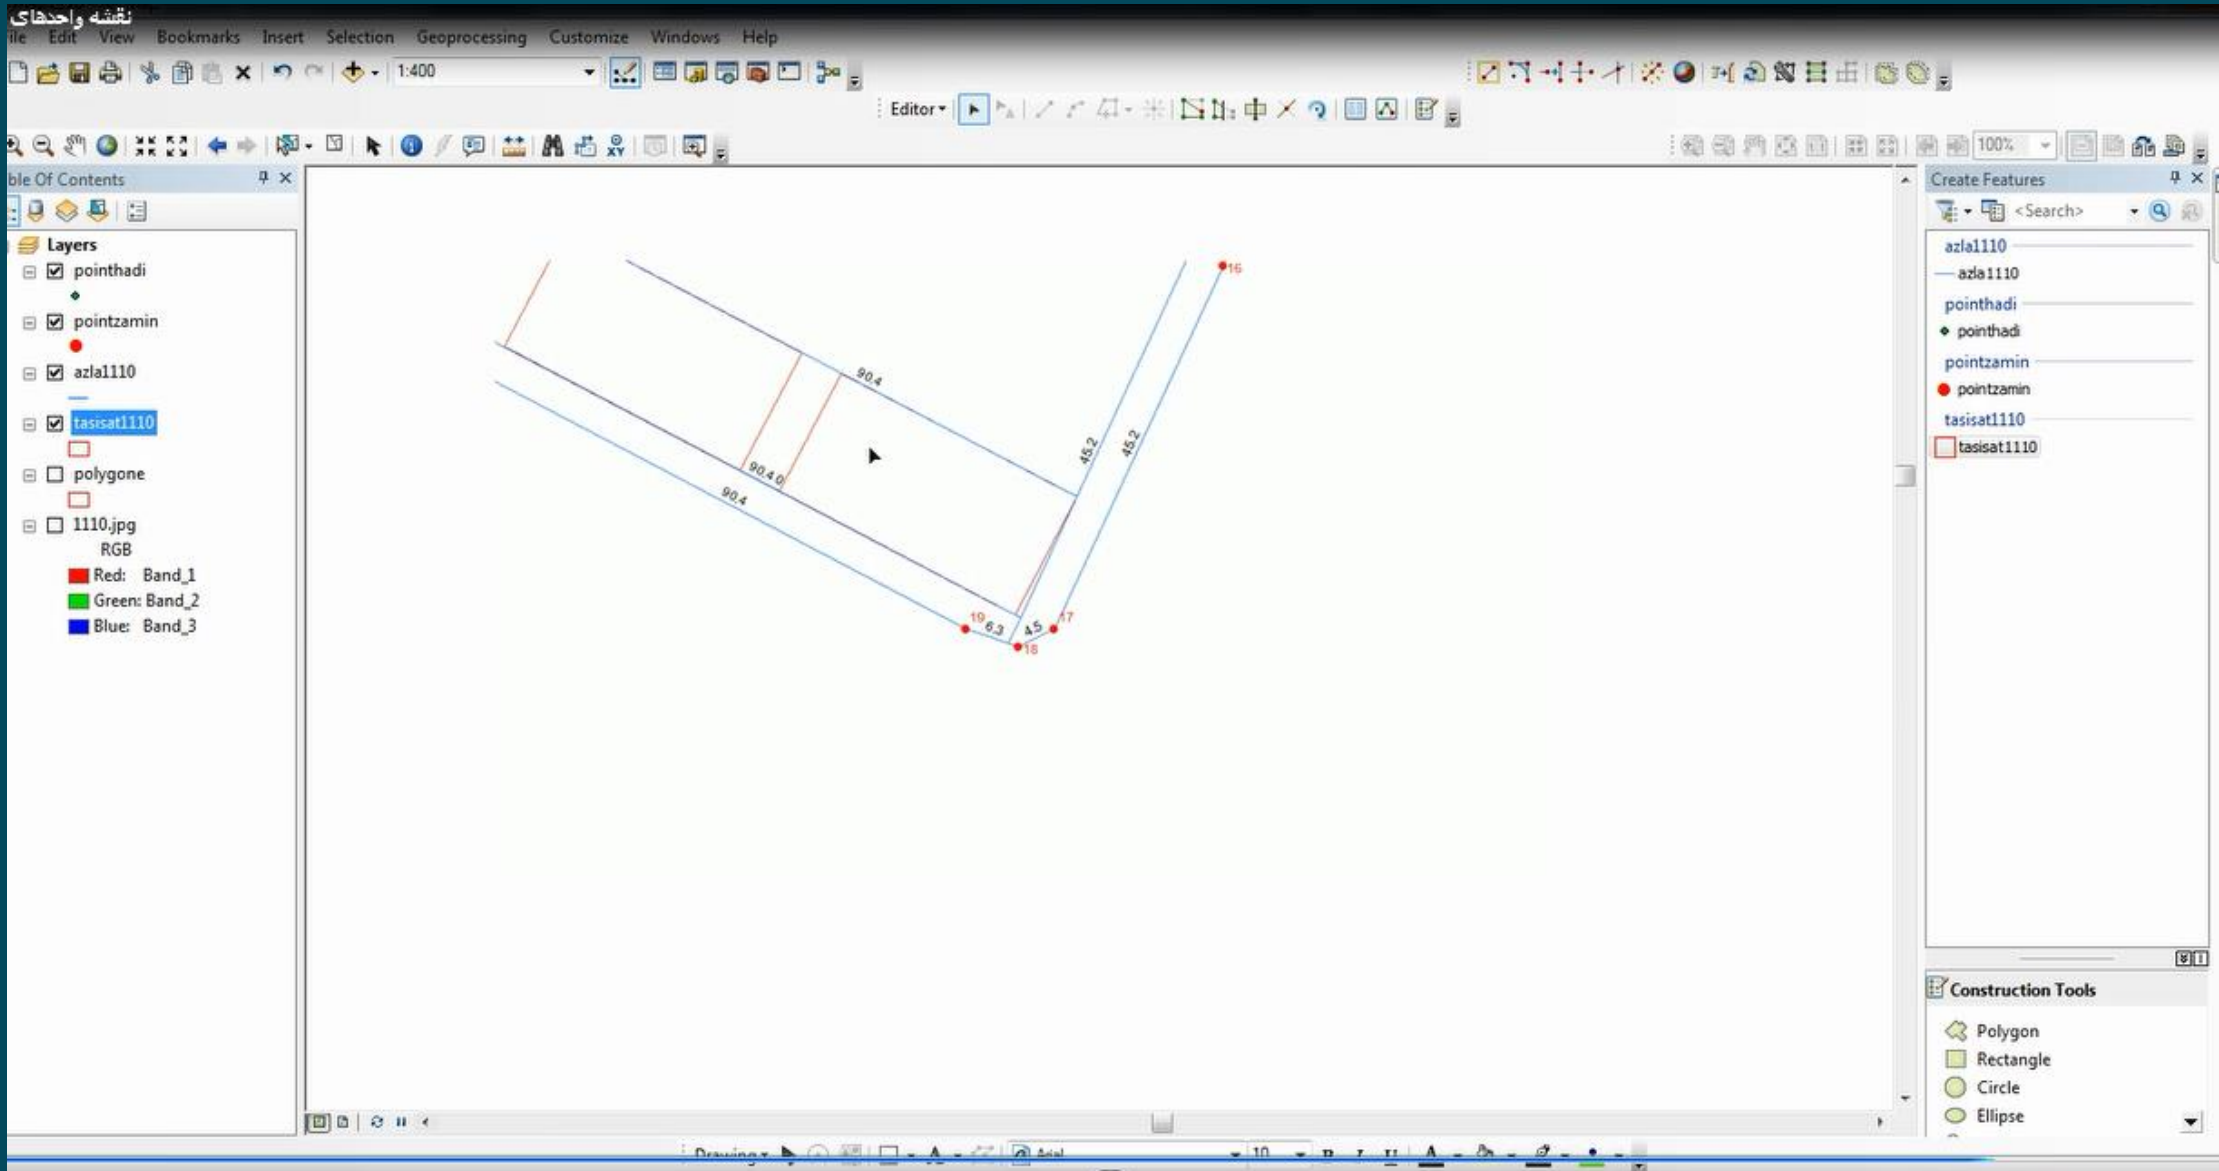 نقشه واحدهای
ile Edit View Bookmarks Insert Selection Geoprocessing Customize Windows Help
1:400
Editor
100%
ble Of Contents
Layers
pointhadi
pointzamin
azla1110
tasisat1110
polygone
1110.jpg
RGB
Red: Band_1
Green: Band_2
Blue: Band_3
16
90.4
45.2
45.2
90.4 0
90.4
19
6.3
4.5
17
18
Create Features
<Search>
azla1110
azla1110
pointhadi
pointhadi
pointzamin
pointzamin
tasisat1110
tasisat1110
Construction Tools
Polygon
Rectangle
Circle
Ellipse
Drawing
Arial
10
B I U A